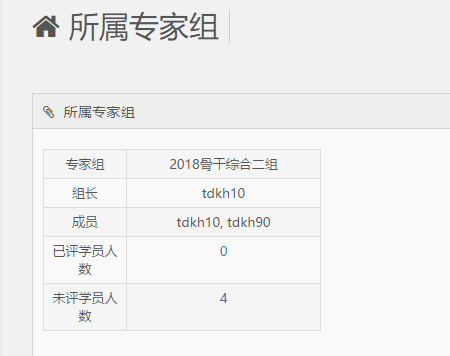 所属专家组
所属专家组
专家组 2018骨干综合二组
组长 tdkh10
成员 tdkh10, tdkh90
已评学员人 0
数
未评学员人 4
数